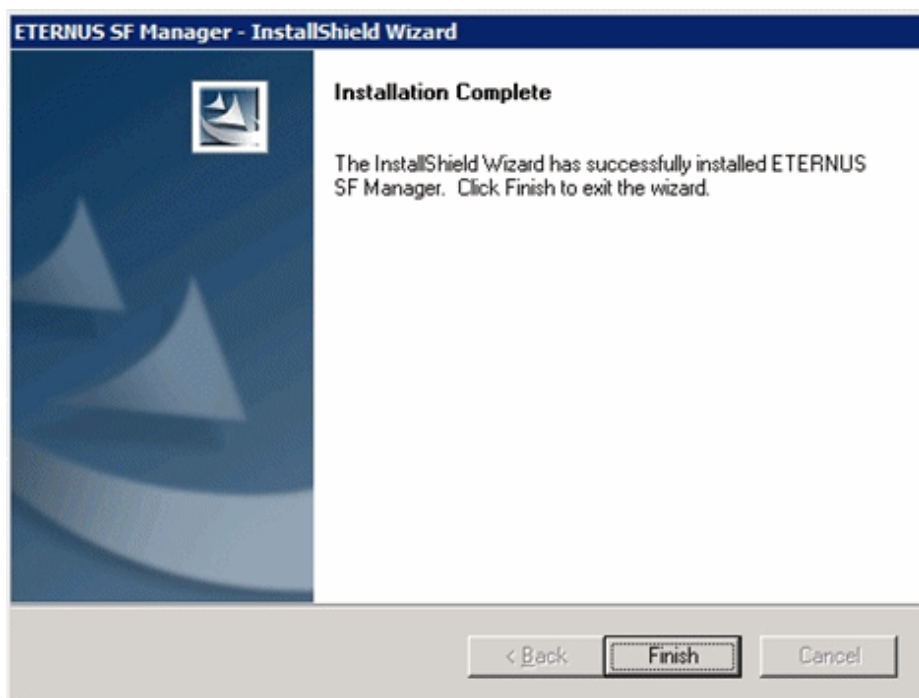 ETERNUS SF Manager - InstallShield Wizard
Installation Complete
The InstallShield Wizard has successfully installed ETERNUS
SF Manager. Click Finish to exit the wizard.
< Back
Finish
Cancel